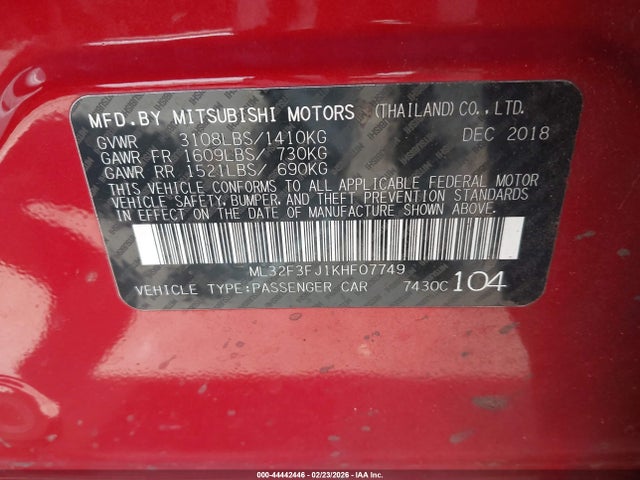 MFD.BY MITSUBISHI MOTORS (THAILAND)CO.,LTD.
GVWR 3108LBS/1410KG DEC 2018
GAWR FR 1609LBS/ 730KG
GAWR RR 1521LBS/ 690KG
THIS VEHICLE CONFORMS TO ALL APPLICABLE FEDERAL MOTOR
VEHICLE SAFETY, BUMPER, AND THEFT PREVENTION STANDARDS
IN EFFECT ON THE DATE OF MANUFACTURE SHOWN ABOVE.
ML32F3FJ1KHF07749
VEHICLE TYPE:PASSENGER CAR 7430C 104
000-44442446 - 02/23/2026 - IAA Inc.